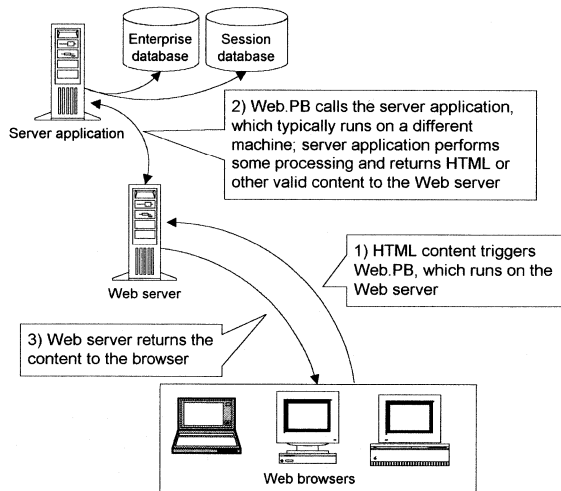 Enterprise
database
Session
database
Server application
2) Web.PB calls the server application,
which typically runs on a different
machine; server application performs
some processing and returns HTML or
other valid content to the Web server
Web server
1) HTML content triggers
Web.PB, which runs on the
Web server
3) Web server returns the
content to the browser
Web browsers